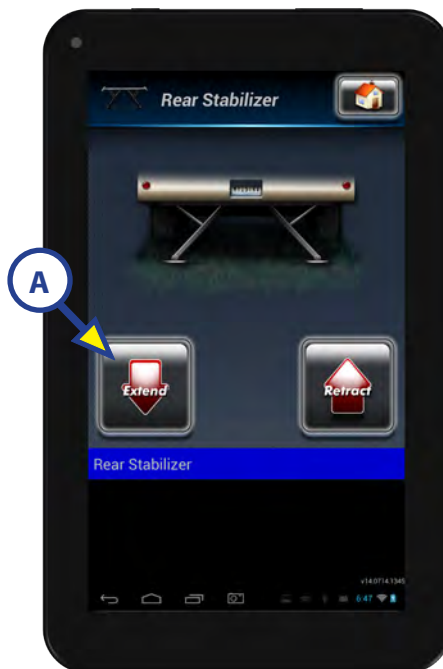 Rear Stabilizer
A
Extend
Retract
Rear Stabilizer
v14.0714.1345
6:47